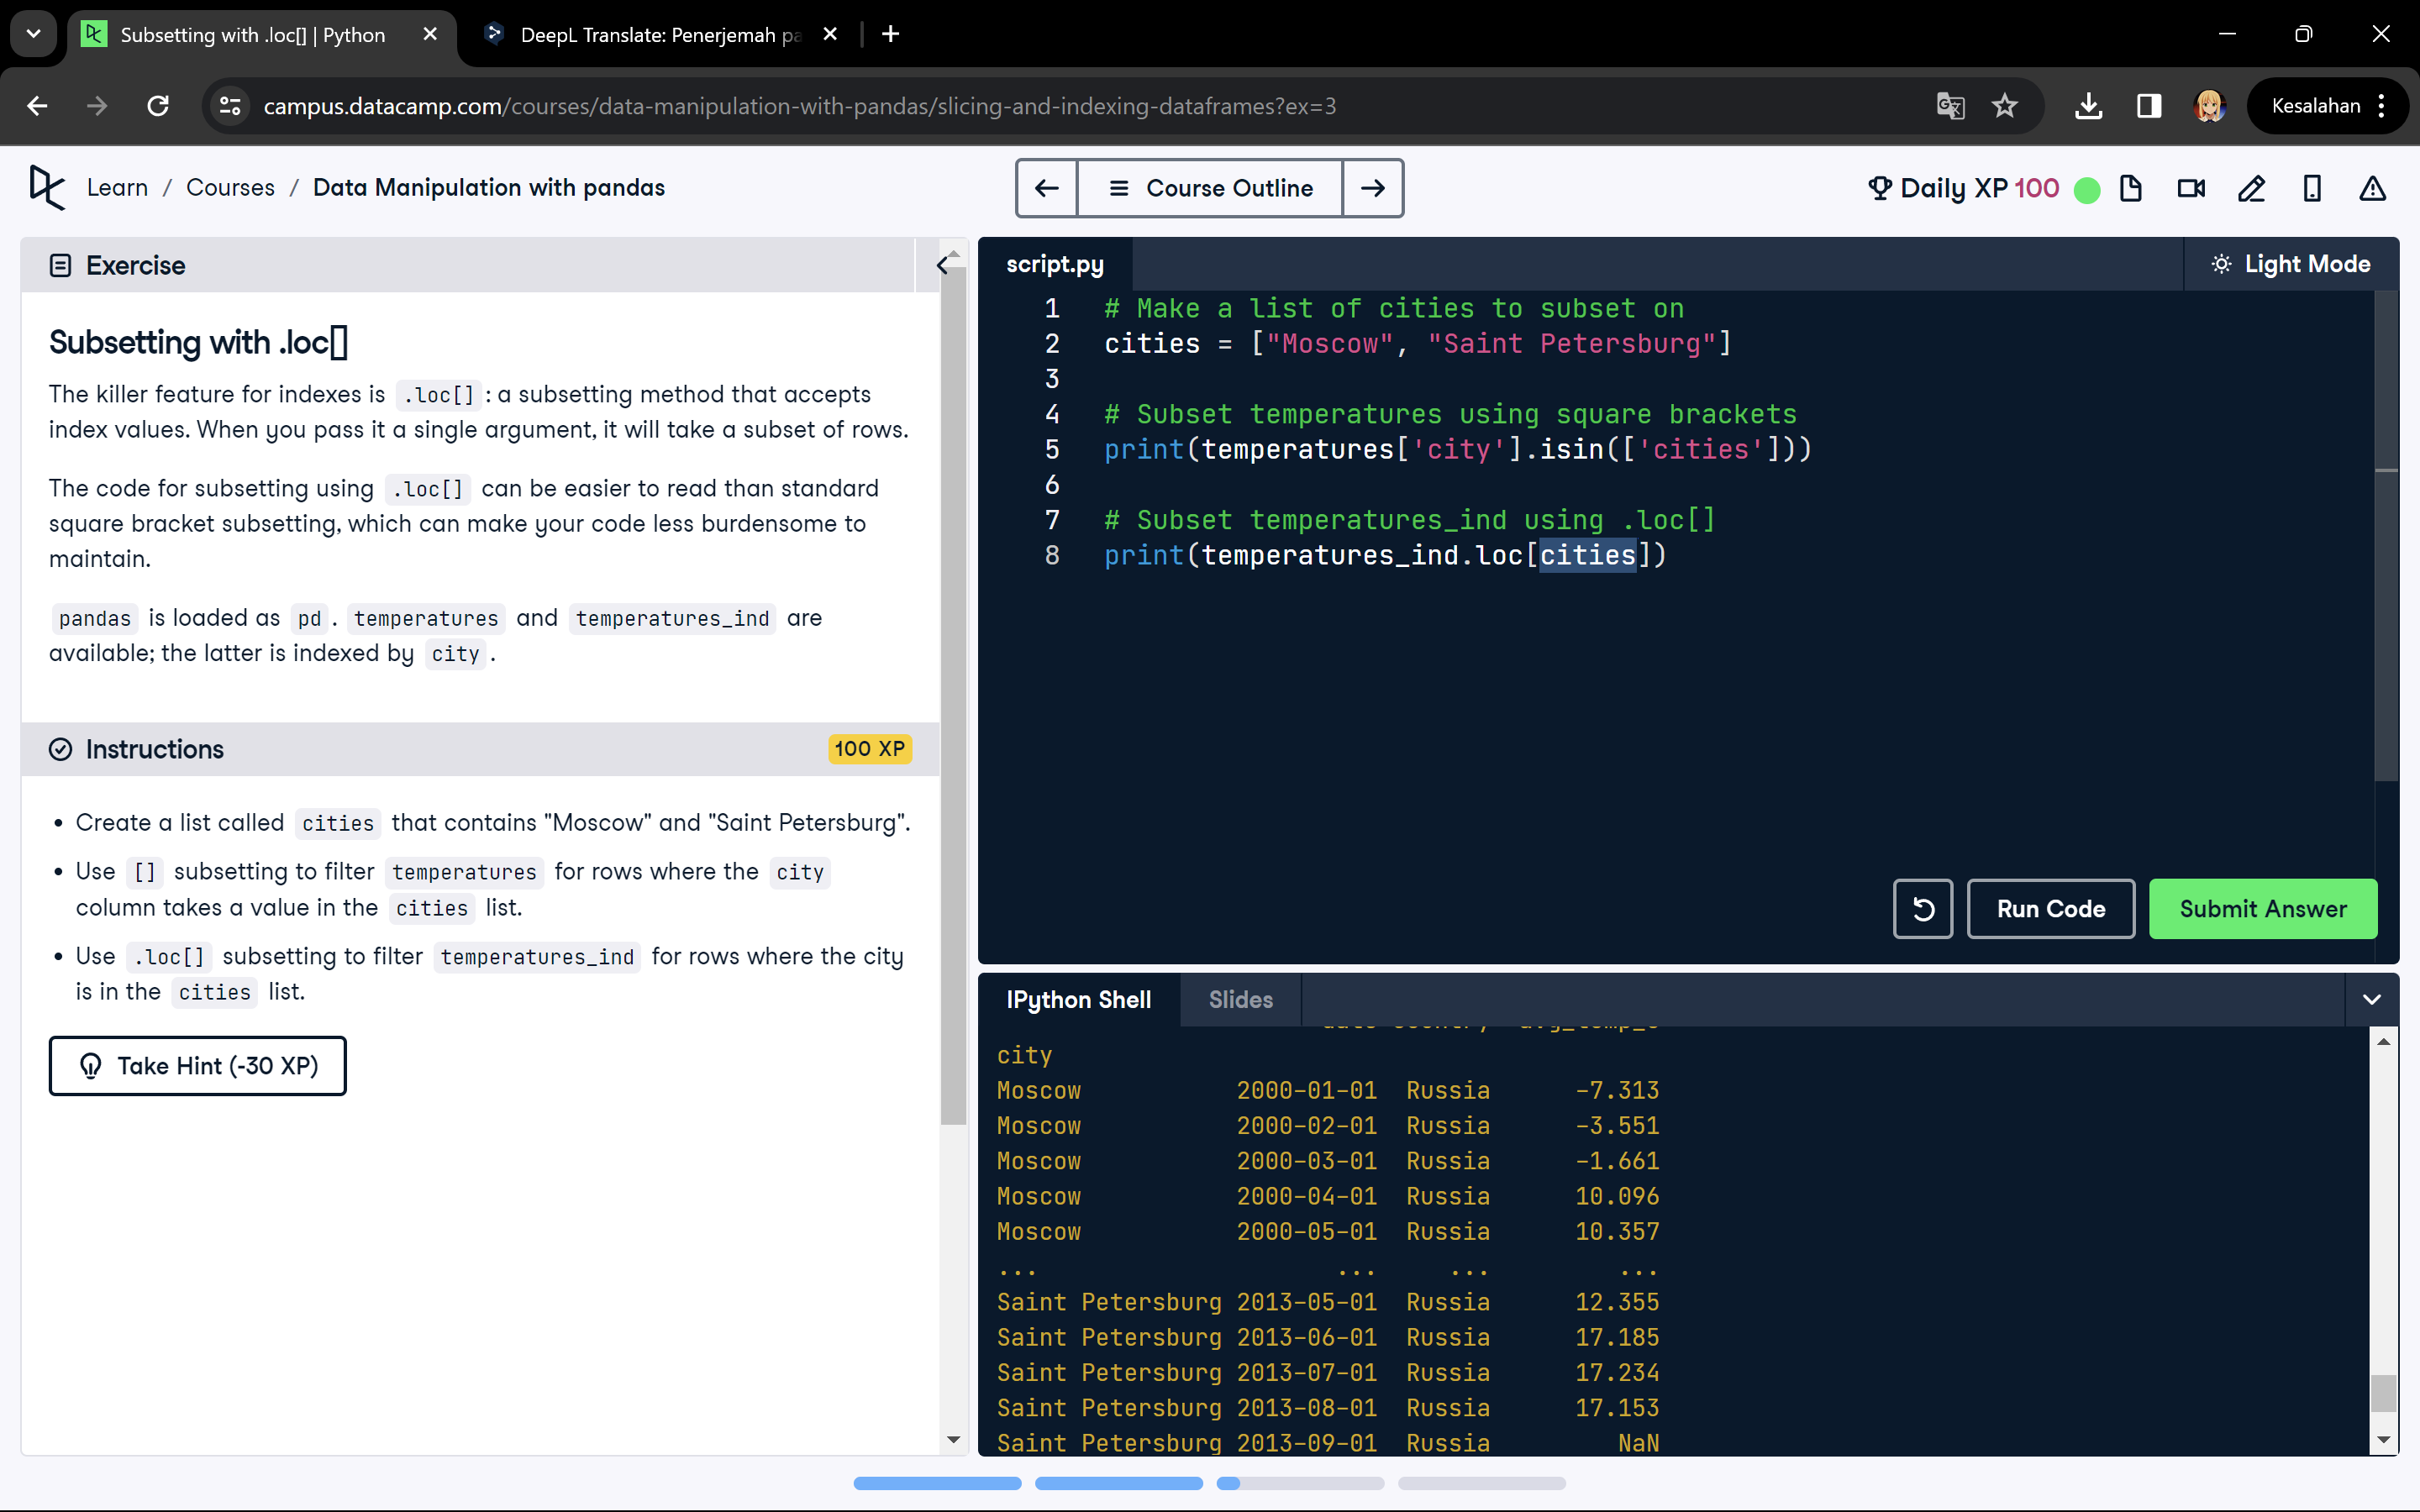 Subsetting with .loc[] | Python
DeepL Translate: Penerjemah pa
campus.datacamp.com/courses/data-manipulation-with-pandas/slicing-and-indexing-dataframes?ex=3
Kesalahan
Learn / Courses / Data Manipulation with pandas
Course Outline
Daily XP 100
Exercise
Subsetting with .loc[]
The killer feature for indexes is .loc[]: a subsetting method that accepts
index values. When you pass it a single argument, it will take a subset of rows.
The code for subsetting using .loc[] can be easier to read than standard
square bracket subsetting, which can make your code less burdensome to
maintain.
pandas is loaded as pd. temperatures and temperatures_ind are
available; the latter is indexed by city.
Instructions
100 XP
• Create a list called cities that contains "Moscow" and "Saint Petersburg".
• Use [] subsetting to filter temperatures for rows where the city
column takes a value in the cities list.
• Use .loc[] subsetting to filter temperatures_ind for rows where the city
is in the cities list.
Take Hint (-30 XP)
script.py
Light Mode
1 # Make a list of cities to subset on
2 cities = ["Moscow", "Saint Petersburg"]
3
4 # Subset temperatures using square brackets
5 print(temperatures['city'].isin(['cities']))
6
7 # Subset temperatures_ind using .loc[]
8 print(temperatures_ind.loc[cities])
Run Code
Submit Answer
IPython Shell
Slides
city
Moscow 2000-01-01 Russia -7.313
Moscow 2000-02-01 Russia -3.551
Moscow 2000-03-01 Russia -1.661
Moscow 2000-04-01 Russia 10.096
Moscow 2000-05-01 Russia 10.357
... ... ... ...
Saint Petersburg 2013-05-01 Russia 12.355
Saint Petersburg 2013-06-01 Russia 17.185
Saint Petersburg 2013-07-01 Russia 17.234
Saint Petersburg 2013-08-01 Russia 17.153
Saint Petersburg 2013-09-01 Russia NaN